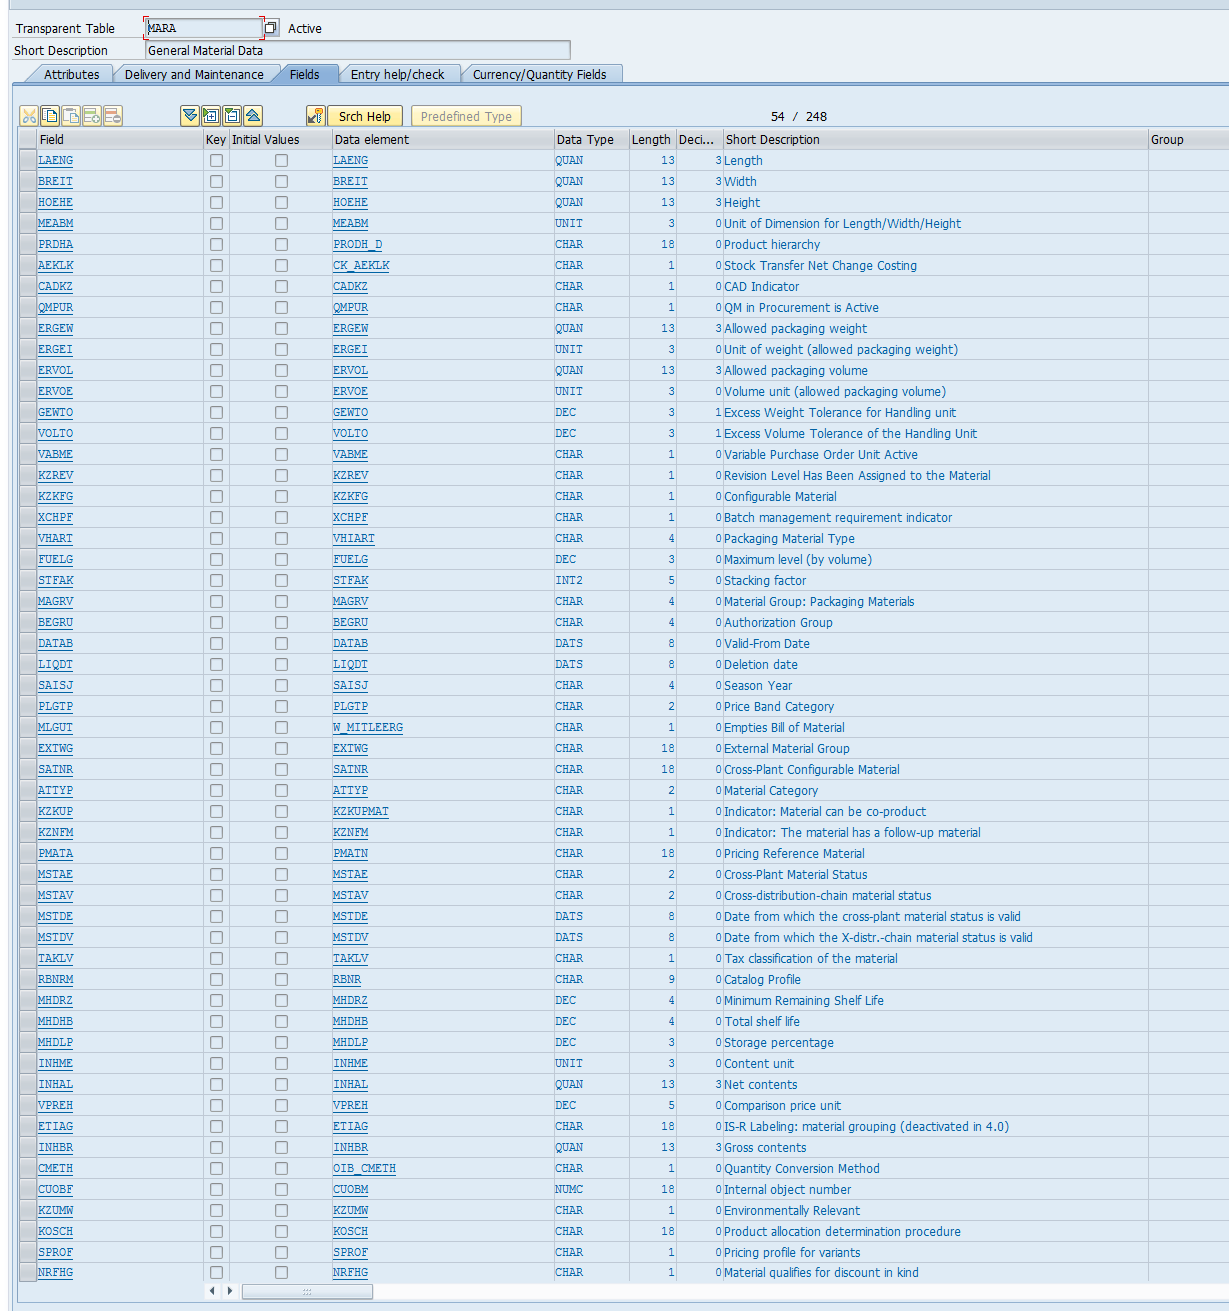 Transparent Table MARA Active
Short Description General Material Data
Attributes Delivery and Maintenance Fields Entry help/check Currency/Quantity Fields
Srch Help Predefined Type 54 / 248
Field Key Initial Values Data element Data Type Length Deci... Short Description Group
LAENG LAENG QUAN 13 3 Length
BREIT BREIT QUAN 13 3 Width
HOEHE HOEHE QUAN 13 3 Height
MEABM MEABM UNIT 3 0 Unit of Dimension for Length/Width/Height
PRDHA PRODH_D CHAR 18 0 Product hierarchy
AEKLK CK_AEKLK CHAR 1 0 Stock Transfer Net Change Costing
CADKZ CADKZ CHAR 1 0 CAD Indicator
QMPUR QMPUR CHAR 1 0 QM in Procurement is Active
ERGEW ERGEW QUAN 13 3 Allowed packaging weight
ERGEI ERGEI UNIT 3 0 Unit of weight (allowed packaging weight)
ERVOL ERVOL QUAN 13 3 Allowed packaging volume
ERVOE ERVOE UNIT 3 0 Volume unit (allowed packaging volume)
GEWTO GEWTO DEC 3 1 Excess Weight Tolerance for Handling unit
VOLTO VOLTO DEC 3 1 Excess Volume Tolerance of the Handling Unit
VABME VABME CHAR 1 0 Variable Purchase Order Unit Active
KZREV KZREV CHAR 1 0 Revision Level Has Been Assigned to the Material
KZKFG KZKFG CHAR 1 0 Configurable Material
XCHPF XCHPF CHAR 1 0 Batch management requirement indicator
VHART VHIART CHAR 4 0 Packaging Material Type
FUELG FUELG DEC 3 0 Maximum level (by volume)
STFAK STFAK INT2 5 0 Stacking factor
MAGRV MAGRV CHAR 4 0 Material Group: Packaging Materials
BEGRU BEGRU CHAR 4 0 Authorization Group
DATAB DATAB DATS 8 0 Valid-From Date
LIQDT LIQDT DATS 8 0 Deletion date
SAISJ SAISJ CHAR 4 0 Season Year
PLGTP PLGTP CHAR 2 0 Price Band Category
MLGUT W_MITLEERG CHAR 1 0 Empties Bill of Material
EXTWG EXTWG CHAR 18 0 External Material Group
SATNR SATNR CHAR 18 0 Cross-Plant Configurable Material
ATTYP ATTYP CHAR 2 0 Material Category
KZKUP KZKUPMAT CHAR 1 0 Indicator: Material can be co-product
KZNFM KZNFM CHAR 1 0 Indicator: The material has a follow-up material
PMATA PMATN CHAR 18 0 Pricing Reference Material
MSTAE MSTAE CHAR 2 0 Cross-Plant Material Status
MSTAV MSTAV CHAR 2 0 Cross-distribution-chain material status
MSTDE MSTDE DATS 8 0 Date from which the cross-plant material status is valid
MSTDV MSTDV DATS 8 0 Date from which the X-distr.-chain material status is valid
TAKLV TAKLV CHAR 1 0 Tax classification of the material
RBNRM RBNR CHAR 9 0 Catalog Profile
MHDRZ MHDRZ DEC 4 0 Minimum Remaining Shelf Life
MHDHB MHDHB DEC 4 0 Total shelf life
MHDLP MHDLP DEC 3 0 Storage percentage
INHME INHME UNIT 3 0 Content unit
INHAL INHAL QUAN 13 3 Net contents
VPREH VPREH DEC 5 0 Comparison price unit
ETIAG ETIAG CHAR 18 0 IS-R Labeling: material grouping (deactivated in 4.0)
INHBR INHBR QUAN 13 3 Gross contents
CMETH OIB_CMETH CHAR 1 0 Quantity Conversion Method
CUOBF CUOBM NUMC 18 0 Internal object number
KZUMW KZUMW CHAR 1 0 Environmentally Relevant
KOSCH KOSCH CHAR 18 0 Product allocation determination procedure
SPROF SPROF CHAR 1 0 Pricing profile for variants
NRFHG NRFHG CHAR 1 0 Material qualifies for discount in kind